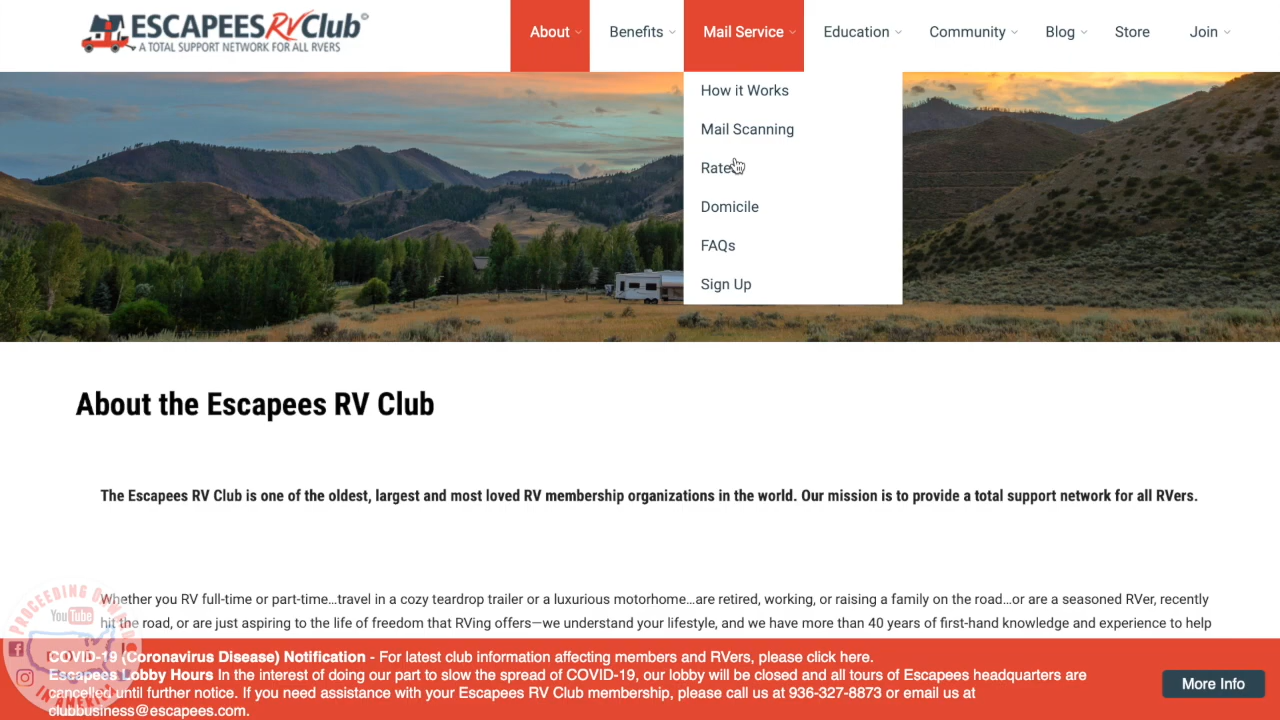 ESCAPEES RVClub©
A TOTAL SUPPORT NETWORK FOR ALL RVERS
About Benefits Mail Service Education Community Blog Store Join
How it Works
Mail Scanning
Rates
Domicile
FAQs
Sign Up
About the Escapees RV Club
The Escapees RV Club is one of the oldest, largest and most loved RV membership organizations in the world. Our mission is to provide a total support network for all RVers.
Whether you RV full-time or part-time…travel in a cozy teardrop trailer or a luxurious motorhome…are retired, working, or raising a family on the road…or are a seasoned RVer, recently
hit the road, or are just aspiring to the life of freedom that RVing offers—we understand your lifestyle, and we have more than 40 years of first-hand knowledge and experience to help
COVID-19 (Coronavirus Disease) Notification - For latest club information affecting members and RVers, please click here.
Escapees Lobby Hours In the interest of doing our part to slow the spread of COVID-19, our lobby will be closed and all tours of Escapees headquarters are
cancelled until further notice. If you need assistance with your Escapees RV Club membership, please call us at 936-327-8873 or email us at
clubbusiness@escapees.com.
More Info
PROCEEDING
YouTube
IN AMERICA